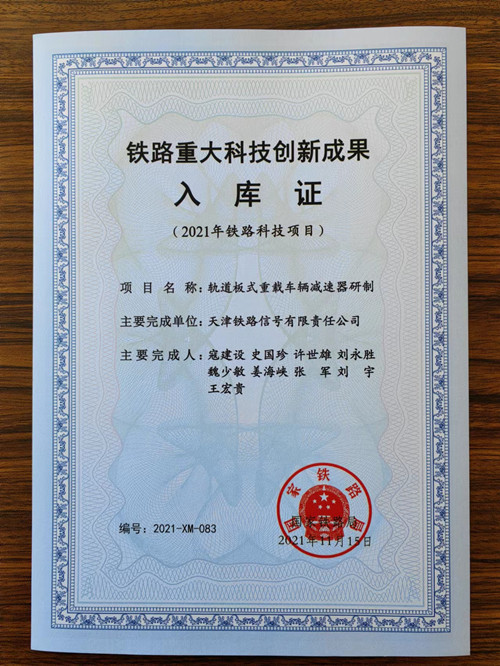 铁路重大科技创新成果
入库证
(2021年铁路科技项目)
项目名称：轨道板式重载车辆减速器研制
主要完成单位：天津铁路信号有限责任公司
主要完成人：寇建设 史国珍 许世雄 刘永胜
魏少敏 姜海峡 张军 刘宇
王宏贵
国家铁路局
编号：2021-XM-083
国家铁路局
2021年11月15日